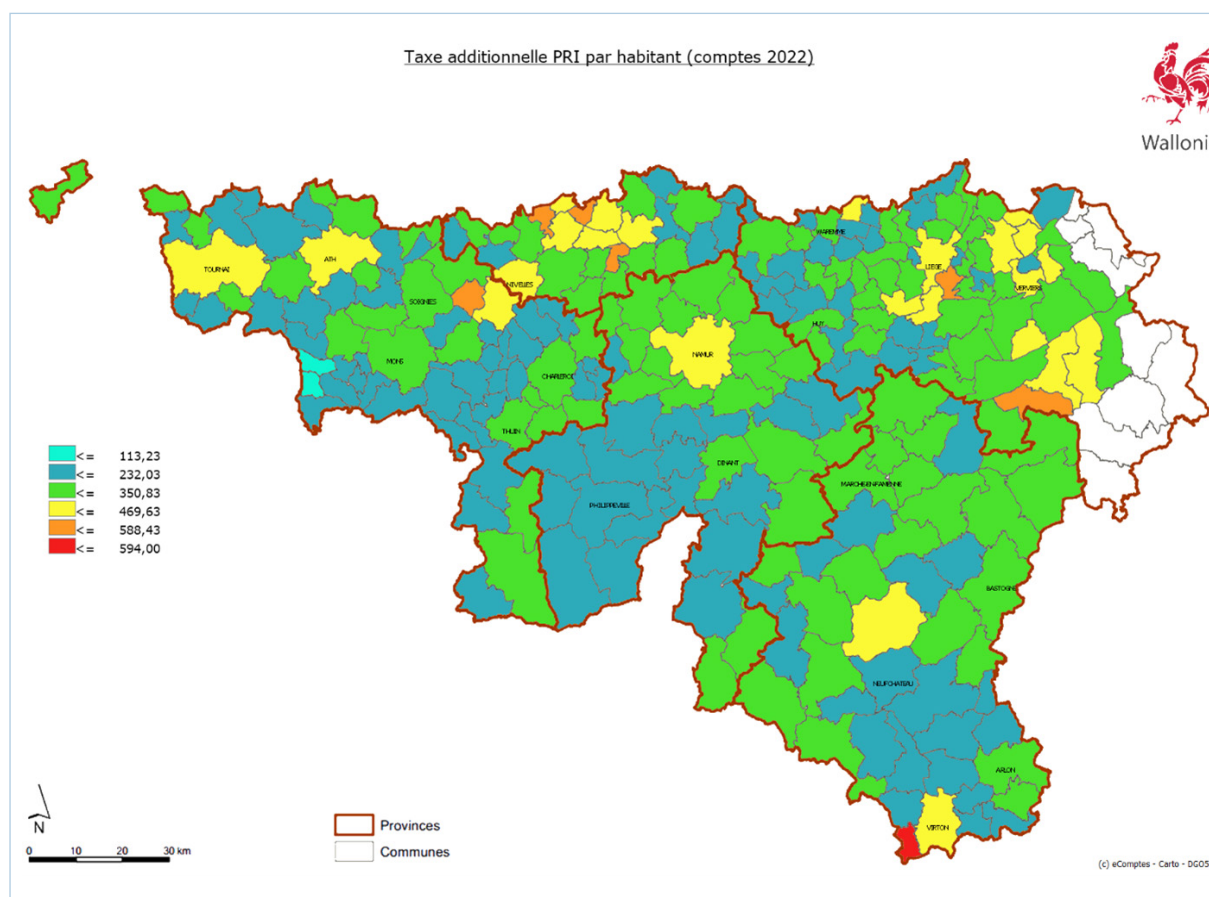 Taxe additionnelle PRI par habitant (comptes 2022)
Walloni
WAREMME
ATH
TOURNAI
LIEGE
NIVELLES
VERVIERS
SOIGNIES
HUY
NAMUR
MONS
CHARLEROI
THUIN
<= 113,23
<= 232,03
<= 350,83
<= 469,63
<= 588,43
<= 594,00
DINANT
MARCHE-EN-FAMENNE
PHILIPPEVILLE
BASTOGNE
NEUFCHATEAU
ARLON
VIRTON
N
0 10 20 30 km
Provinces
Communes
(c) eComptes - Carto - DGO5